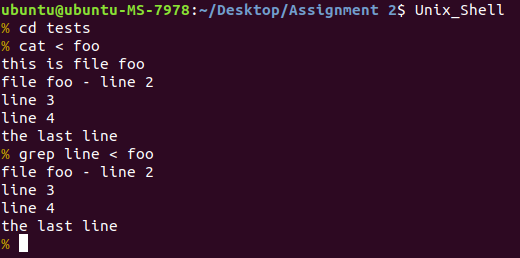 ubuntu@ubuntu-MS-7978:~/Desktop/Assignment 2$ Unix_Shell
% cd tests
% cat < foo
this is file foo
file foo - line 2
line 3
line 4
the last line
% grep line < foo
file foo - line 2
line 3
line 4
the last line
%